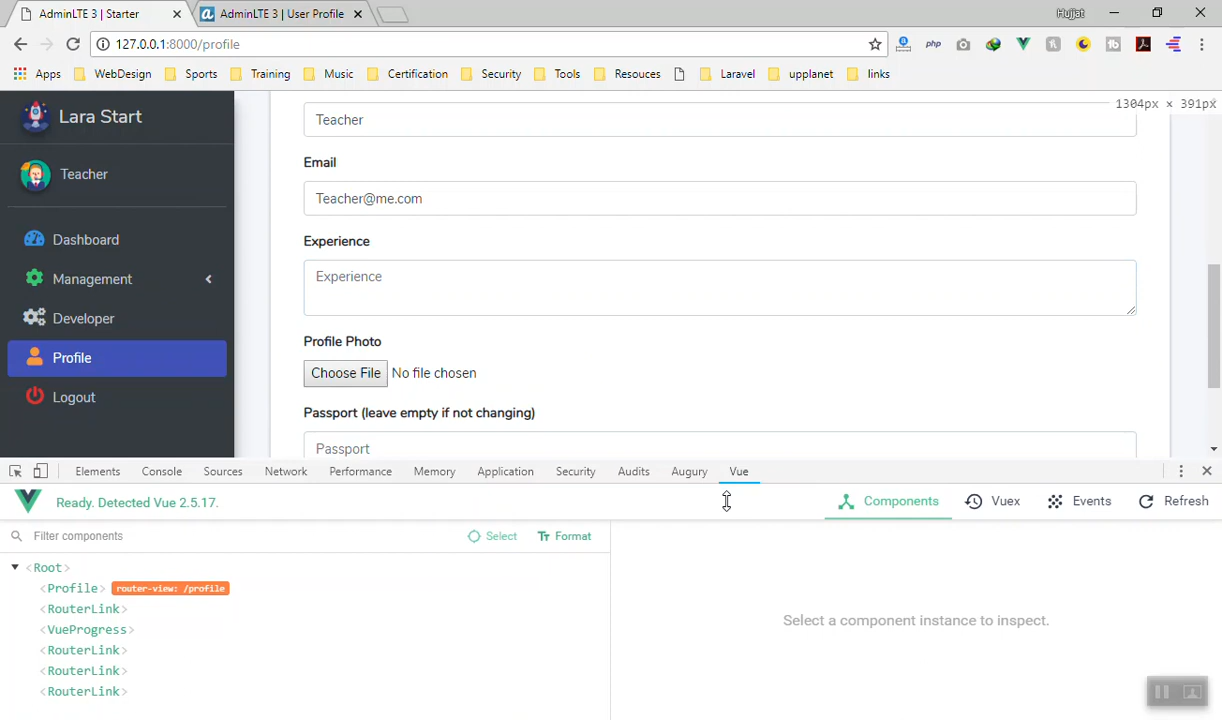 AdminLTE 3 | Starter
AdminLTE 3 | User Profile
Hujjat
127.0.0.1:8000/profile
php
Apps WebDesign Sports Training Music Certification Security Tools Resouces Laravel upplanet links
1304px × 391px
Lara Start
Teacher
Dashboard
Management
Developer
Profile
Logout
Teacher
Email
Teacher@me.com
Experience
Experience
Profile Photo
Choose File No file chosen
Passport (leave empty if not changing)
Passport
Elements Console Sources Network Performance Memory Application Security Audits Augury Vue
Ready. Detected Vue 2.5.17.
Components Vuex Events Refresh
Filter components
Select Format
<Root>
<Profile> router-view: /profile
<RouterLink>
<VueProgress>
<RouterLink>
<RouterLink>
<RouterLink>
Select a component instance to inspect.